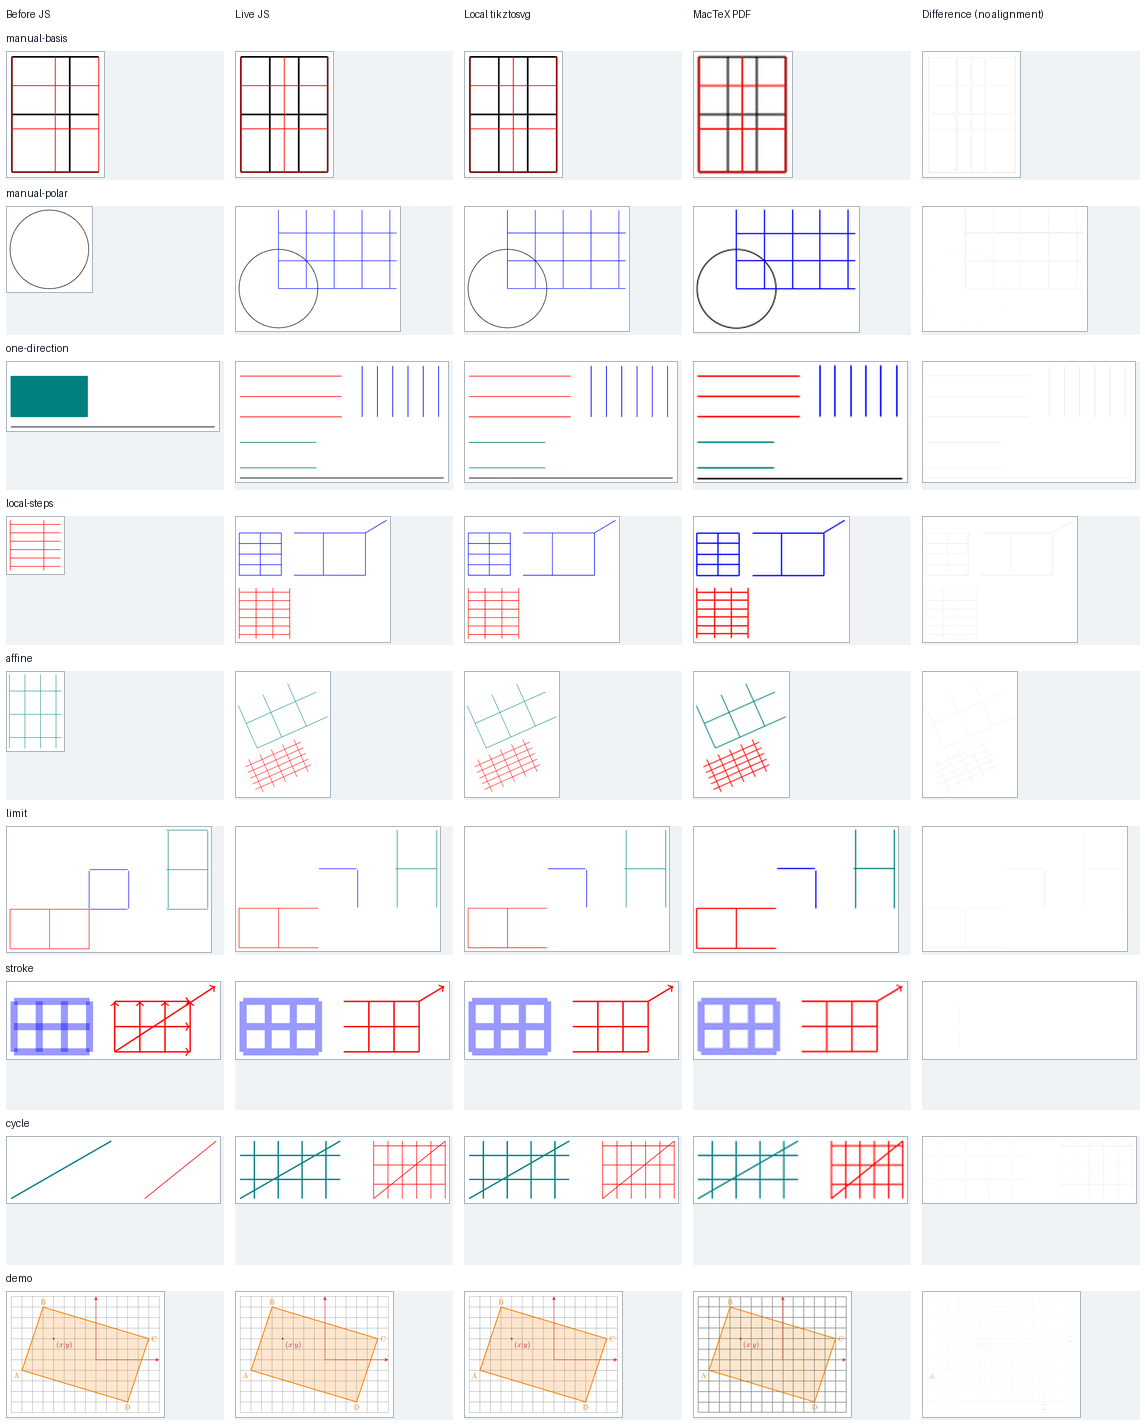 Before JS Live JS Local tikztosvg MacTeX PDF Difference (no alignment)
manual-basis
manual-polar
one-direction
local-steps
affine
limit
stroke
cycle
demo
B B B B
C C C C
(x|y) (x|y) (x|y) (x|y)
A A A A A
D D D D